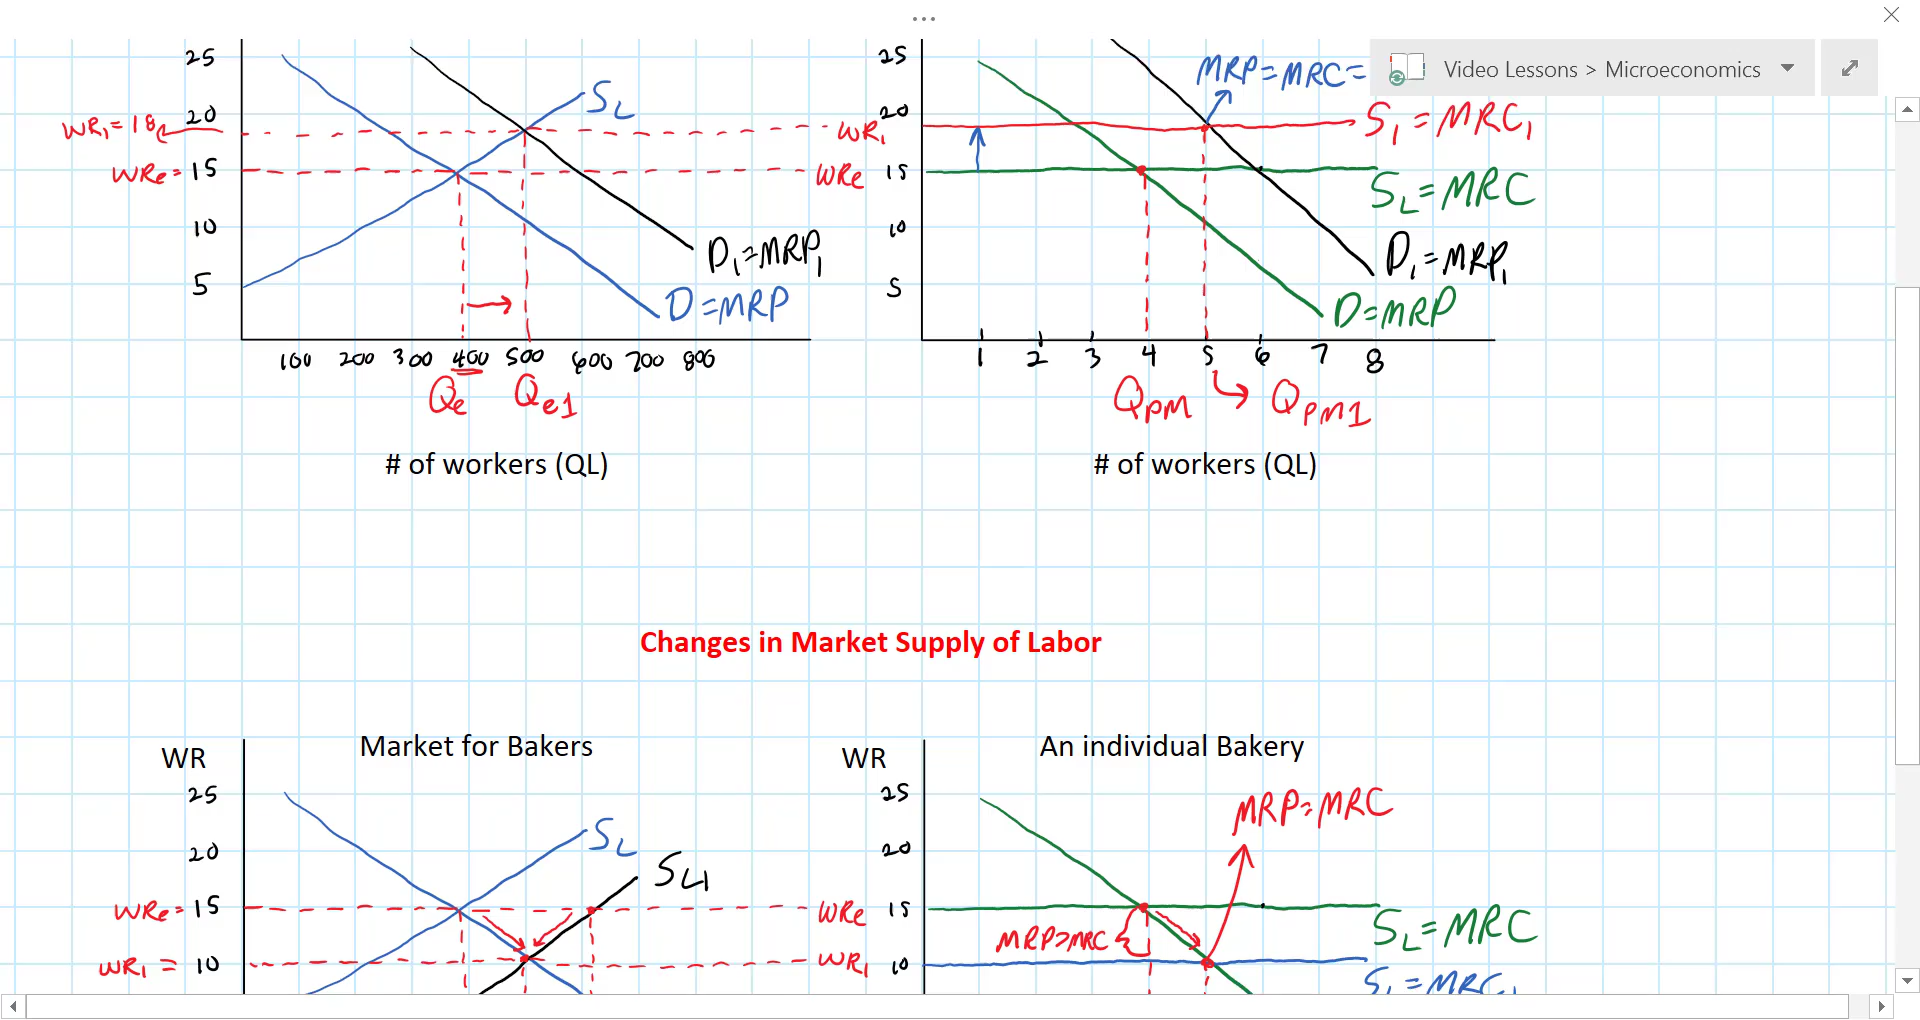 Video Lessons > Microeconomics
25
20
15
10
5
WR₁ = 18
WRe = 15
SL
D₁ = MRP₁
D = MRP
WR₁
WRe
100 200 300 400 500 600 700 800
Qe Qe1
# of workers (QL)
25
20
15
10
5
MRP = MRC =
S₁ = MRC₁
SL = MRC
D₁ = MRP₁
D = MRP
1 2 3 4 5 6 7 8
QPM QPM1
# of workers (QL)
Changes in Market Supply of Labor
WR
Market for Bakers
25
20
WRe = 15
WR₁ = 10
SL
SL1
WRe
WR₁
WR
An individual Bakery
25
20
15
10
MRP = MRC
MRP > MRC
SL = MRC